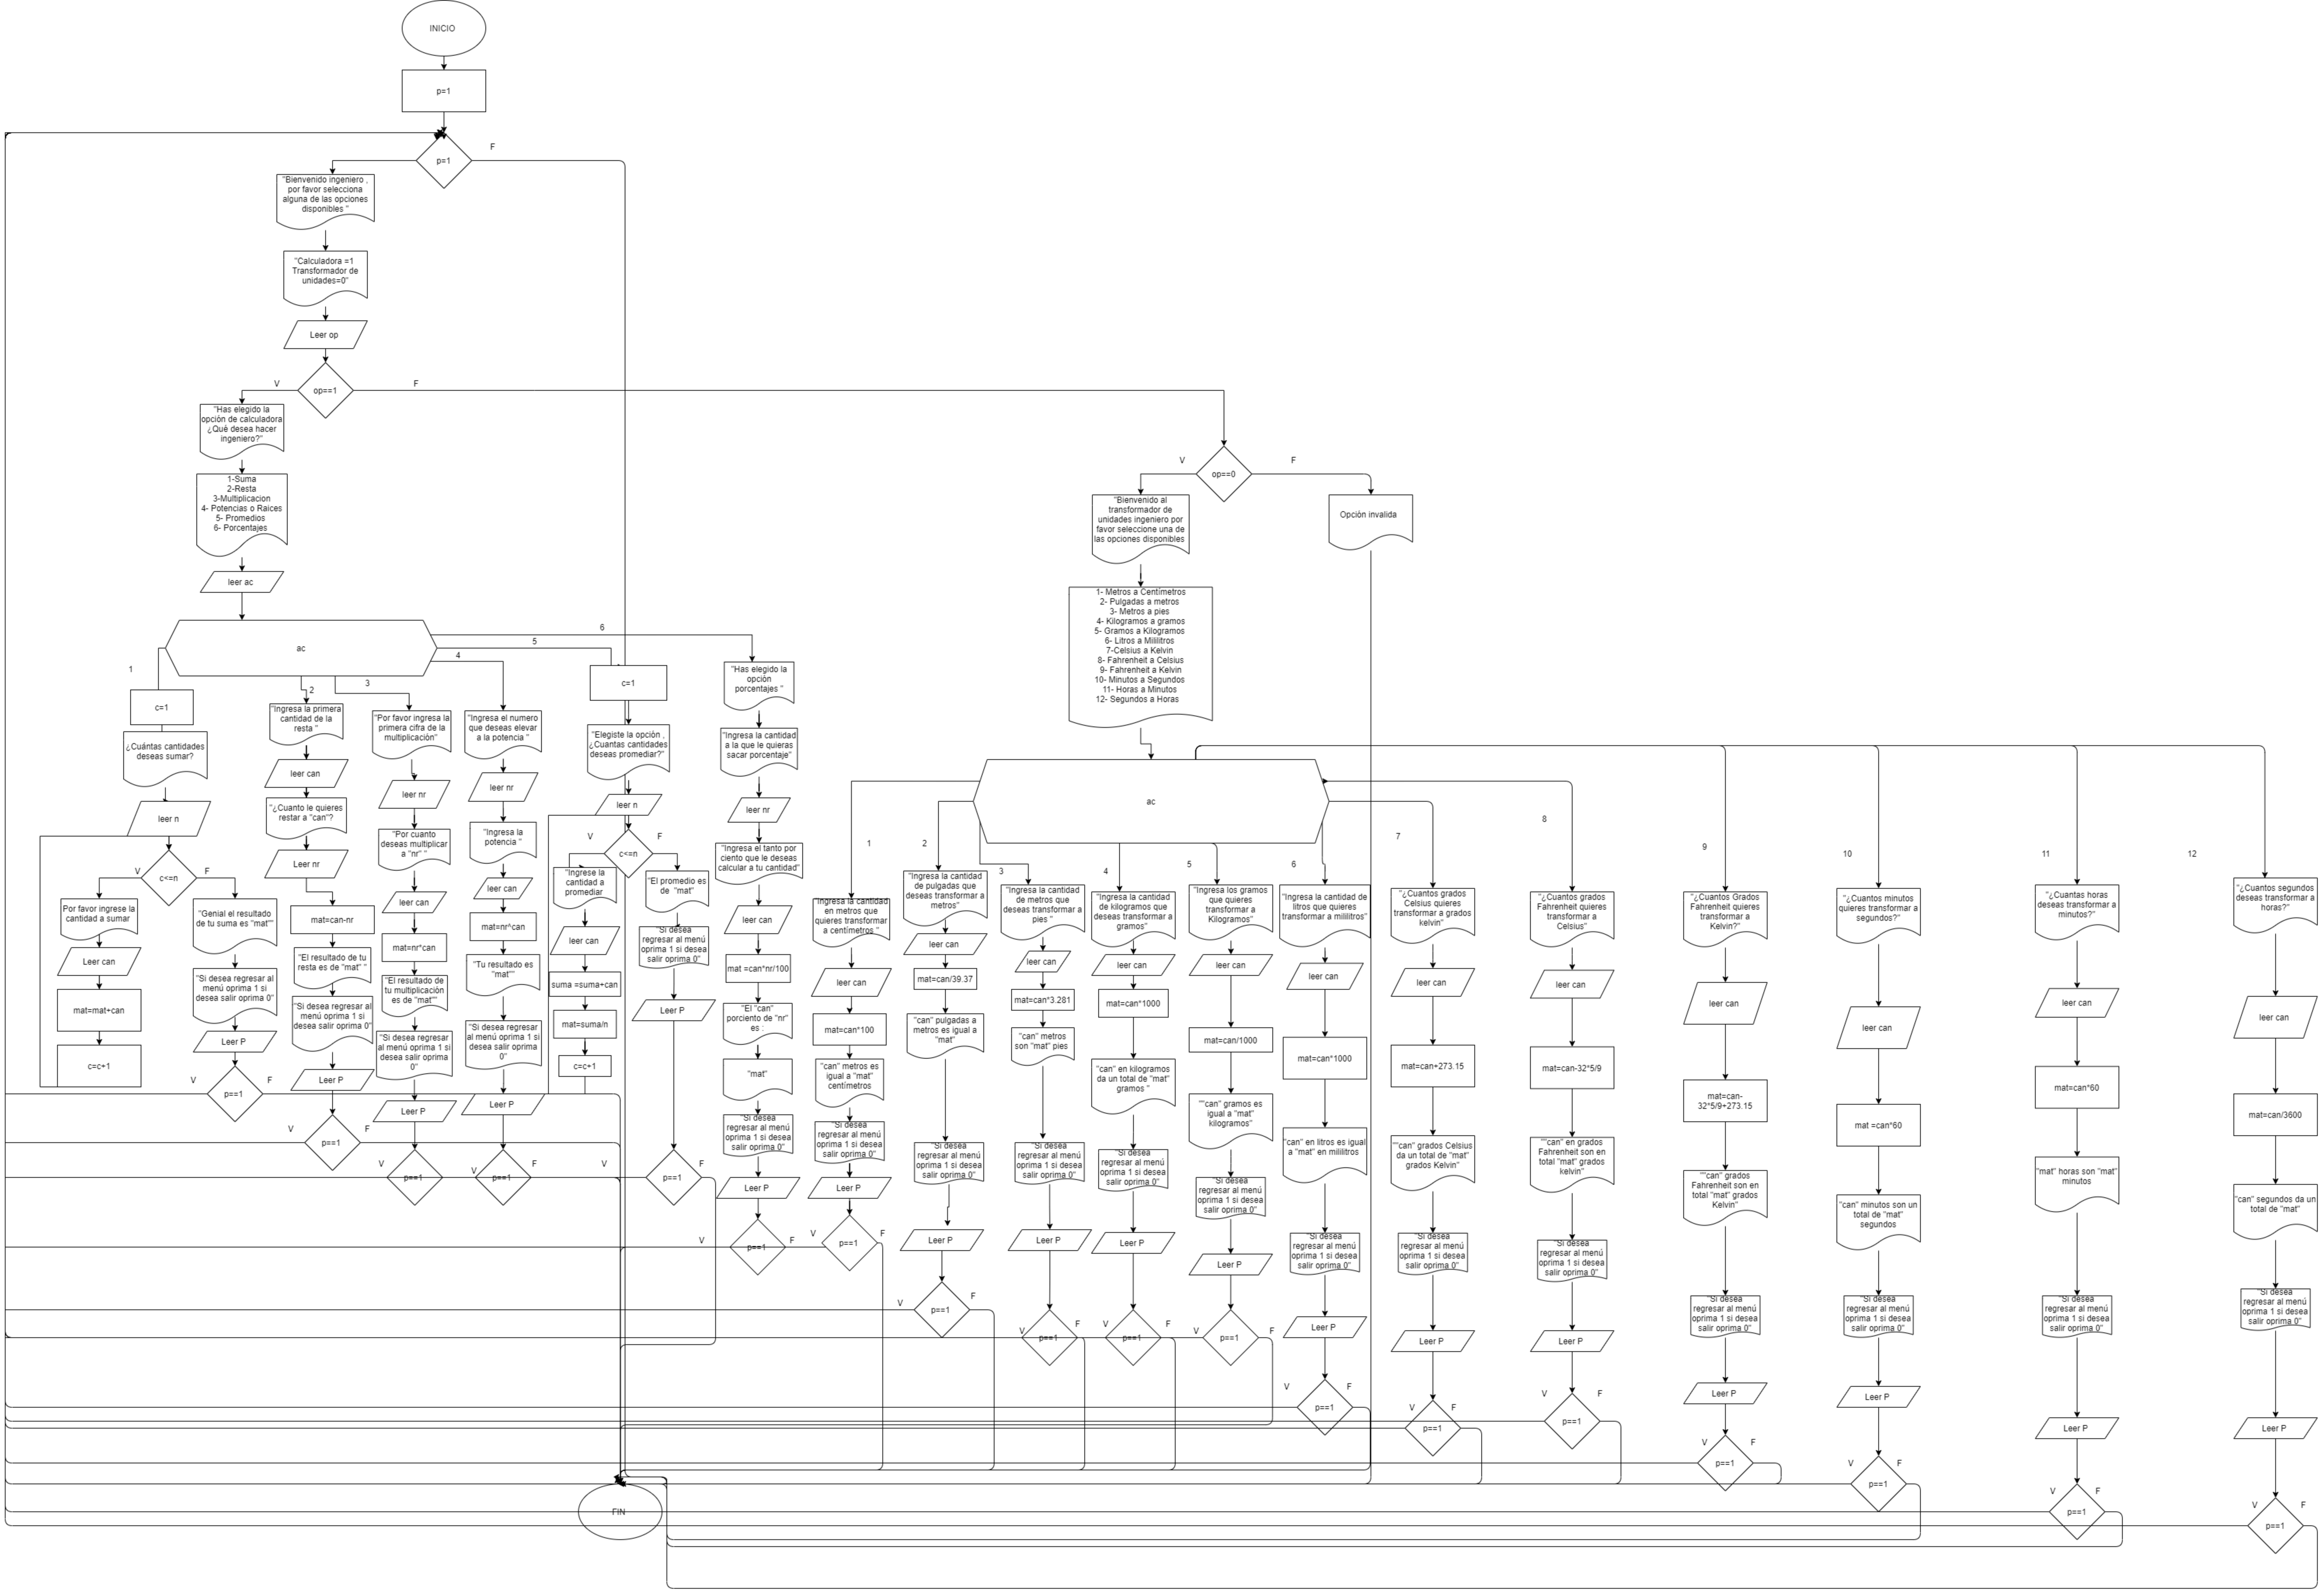 INICIO
p=1
p=1
F
"Bienvenido ingeniero ,
por favor selecciona
alguna de las opciones
disponibles "
"Calculadora =1
Transformador de
unidades=0"
Leer op
op==1
V
F
"Has elegido la
opción de calculadora
¿Qué desea hacer
ingeniero?"
1-Suma
2-Resta
3-Multiplicacion
4- Potencias o Raices
5- Promedios
6- Porcentajes
leer ac
ac
1
c=1
¿Cuántas cantidades
deseas sumar?
leer n
c<=n
V
F
Por favor ingrese la
cantidad a sumar
Leer can
mat=mat+can
c=c+1
"Genial el resultado
de tu suma es "mat""
"Si desea regresar al
menú oprima 1 si
desea salir oprima 0"
Leer P
V
p==1
F
2
"Ingresa la primera
cantidad de la
resta "
leer can
"¿Cuanto le quieres
restar a "can"?
Leer nr
mat=can-nr
"El resultado de tu
resta es de "mat" "
"Si desea regresar al
menú oprima 1 si
desea salir oprima 0"
Leer P
V
p==1
F
3
"Por favor ingresa la
primera cifra de la
multiplicación"
leer nr
"Por cuanto
deseas multiplicar
a "nr" "
leer can
mat=nr^can
"El resultado de
tu multiplicación
es de "mat""
"Si desea regresar
al menú oprima 1 si
desea salir oprima
0"
Leer P
V
p==1
4
"Ingresa el numero
que deseas elevar
a la potencia "
leer nr
"Ingresa la
potencia "
leer can
mat=nr^can
"Tu resultado es
"mat""
"Si desea regresar
al menú oprima 1 si
desea salir oprima
0"
Leer P
V
p==1
F
5
c=1
"Elegiste la opción ,
¿Cuantas cantidades
deseas promediar?"
leer n
V
c<=n
F
"Ingrese la
cantidad a
promediar
leer can
suma =suma+can
mat=suma/n
c=c+1
"El promedio es
de "mat"
"Si desea
regresar al menú
oprima 1 si desea
salir oprima 0"
Leer P
V
p==1
F
6
"Has elegido la
opción
porcentajes "
"Ingresa la cantidad
a la que le quieras
sacar porcentaje"
leer nr
"Ingresa el tanto por
ciento que le deseas
calcular a tu cantidad"
leer can
mat =can*nr/100
"El "can"
porciento de "nr"
es :
"mat"
"Si desea
regresar al menú
oprima 1 si desea
salir oprima 0"
Leer P
V
p==1
F
V
op==0
F
"Bienvenido al
transformador de
unidades ingeniero por
favor seleccione una de
las opciones disponibles
Opción invalida
1- Metros a Centímetros
2- Pulgadas a metros
3- Metros a pies
4- Kilogramos a gramos
5- Gramos a Kilogramos
6- Litros a Mililitros
7-Celsius a Kelvin
8- Fahrenheit a Celsius
9- Fahrenheit a Kelvin
10- Minutos a Segundos
11- Horas a Minutos
12- Segundos a Horas
ac
1
"Ingresa la cantidad
en metros que
quieres transformar
a centímetros "
leer can
mat=can*100
"can" metros es
igual a "mat"
centímetros
"Si desea
regresar al menú
oprima 1 si desea
salir oprima 0"
Leer P
V
p==1
F
2
"Ingresa la cantidad
de pulgadas que
deseas transformar a
metros"
leer can
mat=can/39.37
"can" pulgadas a
metros es igual a
"mat"
"Si desea
regresar al menú
oprima 1 si desea
salir oprima 0"
Leer P
V
p==1
F
3
"Ingresa la cantidad
de metros que
deseas transformar a
pies "
leer can
mat=can*3.281
"can" metros
son "mat" pies
"Si desea
regresar al menú
oprima 1 si desea
salir oprima 0"
Leer P
V
p==1
F
4
"Ingresa la cantidad
de kilogramos que
deseas transformar a
gramos"
leer can
mat=can*1000
"can" en kilogramos
da un total de "mat"
gramos "
"Si desea
regresar al menú
oprima 1 si desea
salir oprima 0"
Leer P
V
p==1
F
5
"Ingresa los gramos
que quieres
transformar a
Kilogramos"
leer can
mat=can/1000
""can" gramos es
igual a "mat"
kilogramos"
"Si desea
regresar al menú
oprima 1 si desea
salir oprima 0"
Leer P
V
p==1
F
6
"Ingresa la cantidad de
litros que quieres
transformar a mililitros"
leer can
mat=can*1000
"can" en litros es igual
a "mat" en mililitros
"Si desea
regresar al menú
oprima 1 si desea
salir oprima 0"
Leer P
V
p==1
F
7
"¿Cuantos grados
Celsius quieres
transformar a grados
kelvin"
leer can
mat=can+273.15
""can" grados Celsius
da un total de "mat"
grados Kelvin"
"Si desea
regresar al menú
oprima 1 si desea
salir oprima 0"
Leer P
V
p==1
F
8
"¿Cuantos grados
Fahrenheit quieres
transformar a
Celsius"
leer can
mat=can-32*5/9
""can" en grados
Fahrenheit son en
total "mat" grados
kelvin"
"Si desea
regresar al menú
oprima 1 si desea
salir oprima 0"
Leer P
V
p==1
F
9
"¿Cuantos Grados
Fahrenheit quieres
transformar a
Kelvin?"
leer can
mat=can-
32*5/9+273.15
""can" grados
Fahrenheit son en
total "mat" grados
Kelvin"
"Si desea
regresar al menú
oprima 1 si desea
salir oprima 0"
Leer P
V
p==1
F
10
"¿Cuantos minutos
quieres transformar a
segundos?"
leer can
mat =can*60
"can" minutos son un
total de "mat"
segundos
"Si desea
regresar al menú
oprima 1 si desea
salir oprima 0"
Leer P
V
p==1
F
11
"¿Cuantas horas
deseas transformar a
minutos?"
leer can
mat=can*60
"mat" horas son "mat"
minutos
"Si desea
regresar al menú
oprima 1 si desea
salir oprima 0"
Leer P
V
p==1
F
12
"¿Cuantos segundos
deseas transformar a
horas?"
leer can
mat=can/3600
"can" segundos da un
total de "mat"
"Si desea
regresar al menú
oprima 1 si desea
salir oprima 0"
Leer P
V
p==1
F
FIN